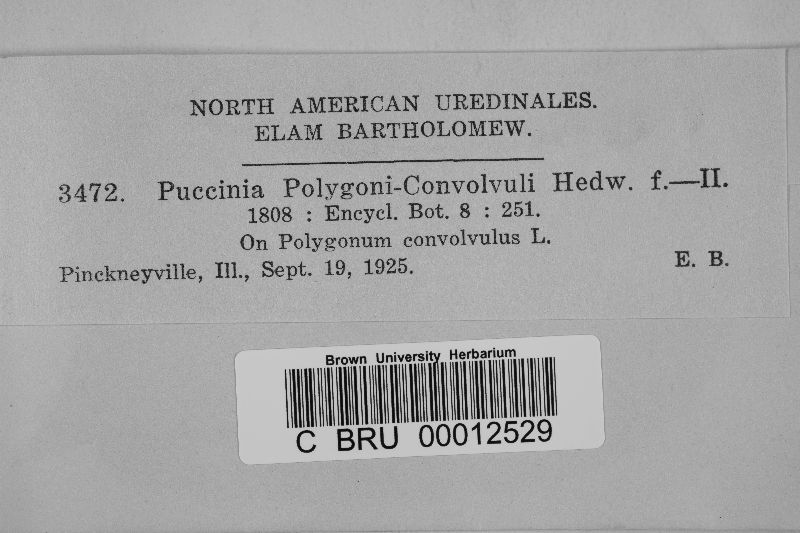 NORTH AMERICAN UREDINALES.
ELAM BARTHOLOMEW.
3472. Puccinia Polygoni-Convolvuli Hedw. f.—II.
1808 : Encycl. Bot. 8 : 251.
On Polygonum convolvulus L.
Pinckneyville, Ill., Sept. 19, 1925. E. B.
Brown University Herbarium
C BRU 00012529